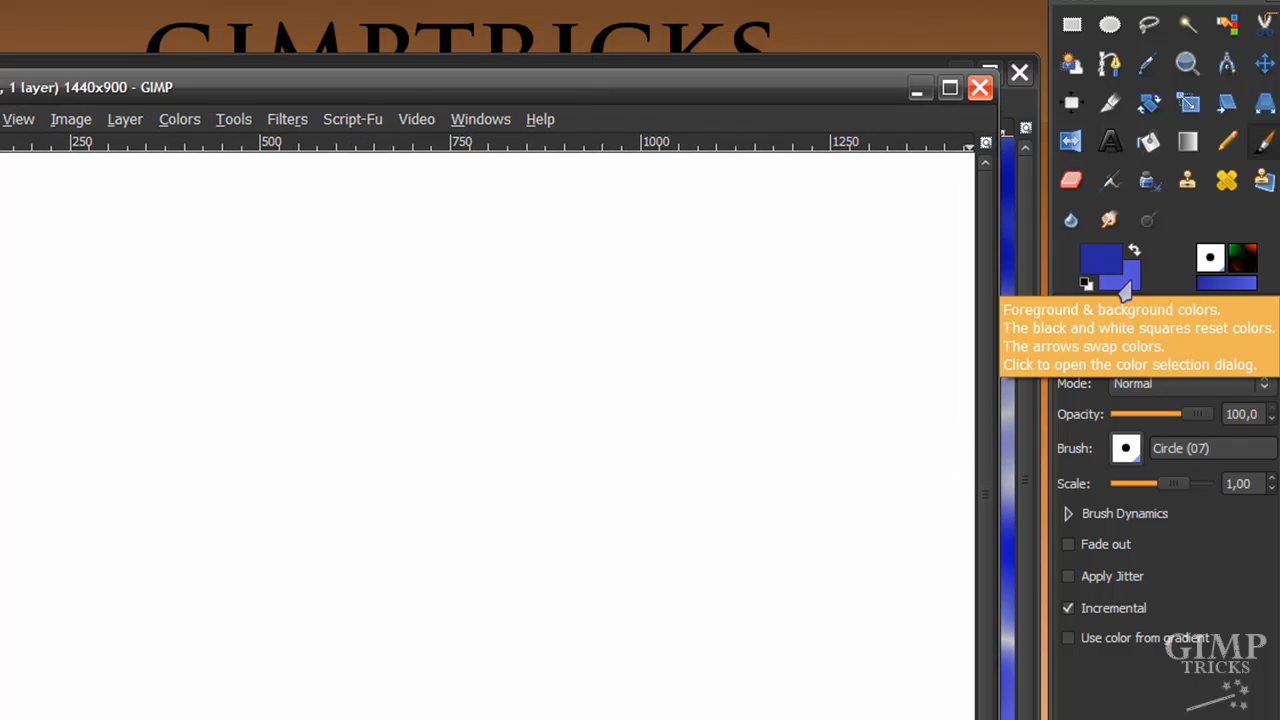 GIMPTRICKS
, 1 layer) 1440x900 - GIMP
View Image Layer Colors Tools Filters Script-Fu Video Windows Help
250 500 750 1000 1250
Foreground & background colors.
The black and white squares reset colors.
The arrows swap colors.
Click to open the color selection dialog.
Mode: Normal
Opacity: 100,0
Brush: Circle (07)
Scale: 1,00
Brush Dynamics
Fade out
Apply Jitter
Incremental
Use color from gradient
GIMP
TRICKS